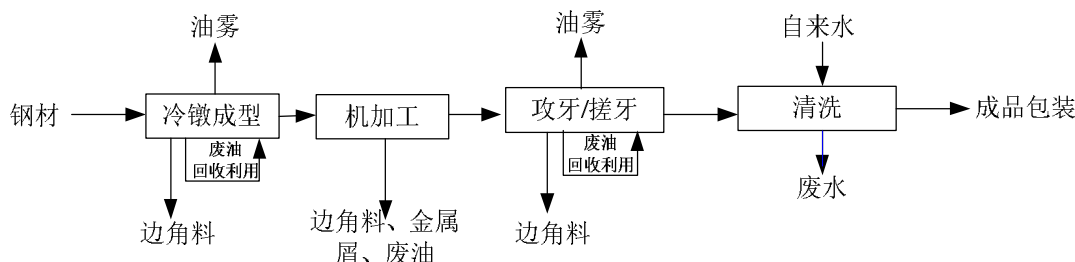 油雾
油雾
自来水
钢材
冷镦成型
机加工
攻牙/搓牙
清洗
成品包装
废油
回收利用
废油
回收利用
边角料
边角料、金属
屑、废油
边角料
废水